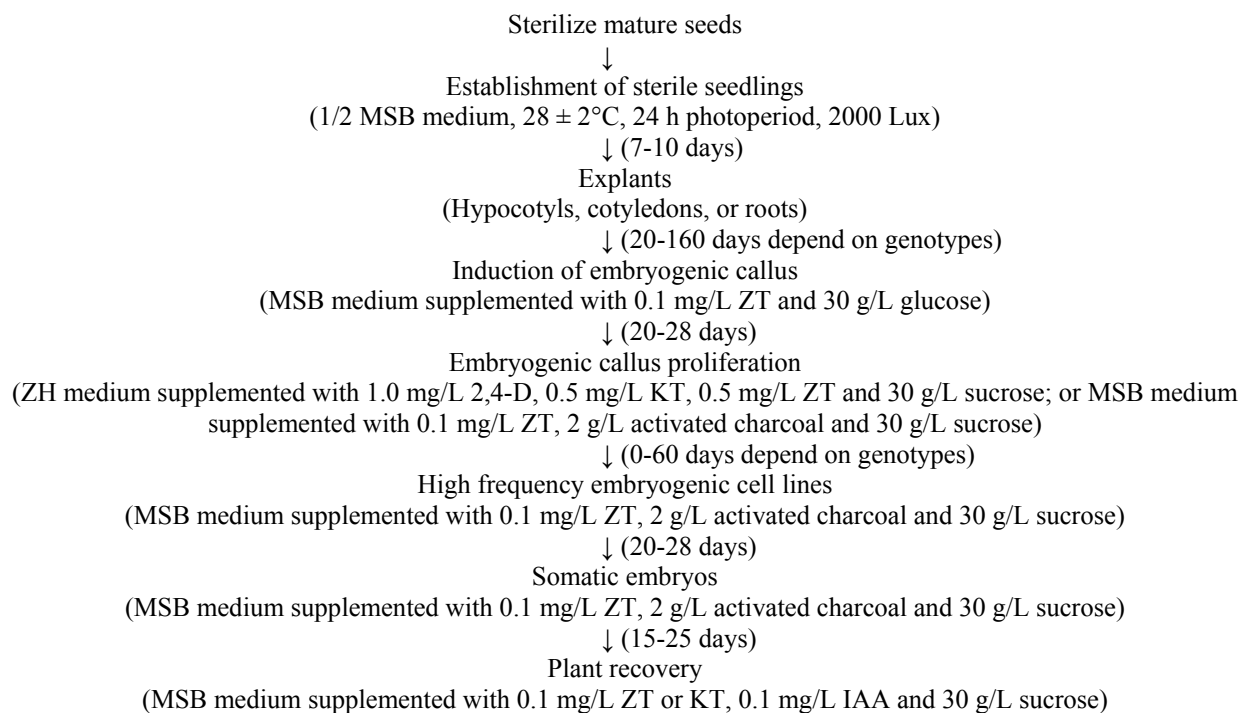 Sterilize mature seeds
↓
Establishment of sterile seedlings
(1/2 MSB medium, 28 ± 2°C, 24 h photoperiod, 2000 Lux)
↓ (7-10 days)
Explants
(Hypocotyls, cotyledons, or roots)
↓ (20-160 days depend on genotypes)
Induction of embryogenic callus
(MSB medium supplemented with 0.1 mg/L ZT and 30 g/L glucose)
↓ (20-28 days)
Embryogenic callus proliferation
(ZH medium supplemented with 1.0 mg/L 2,4-D, 0.5 mg/L KT, 0.5 mg/L ZT and 30 g/L sucrose; or MSB medium
supplemented with 0.1 mg/L ZT, 2 g/L activated charcoal and 30 g/L sucrose)
↓ (0-60 days depend on genotypes)
High frequency embryogenic cell lines
(MSB medium supplemented with 0.1 mg/L ZT, 2 g/L activated charcoal and 30 g/L sucrose)
↓ (20-28 days)
Somatic embryos
(MSB medium supplemented with 0.1 mg/L ZT, 2 g/L activated charcoal and 30 g/L sucrose)
↓ (15-25 days)
Plant recovery
(MSB medium supplemented with 0.1 mg/L ZT or KT, 0.1 mg/L IAA and 30 g/L sucrose)